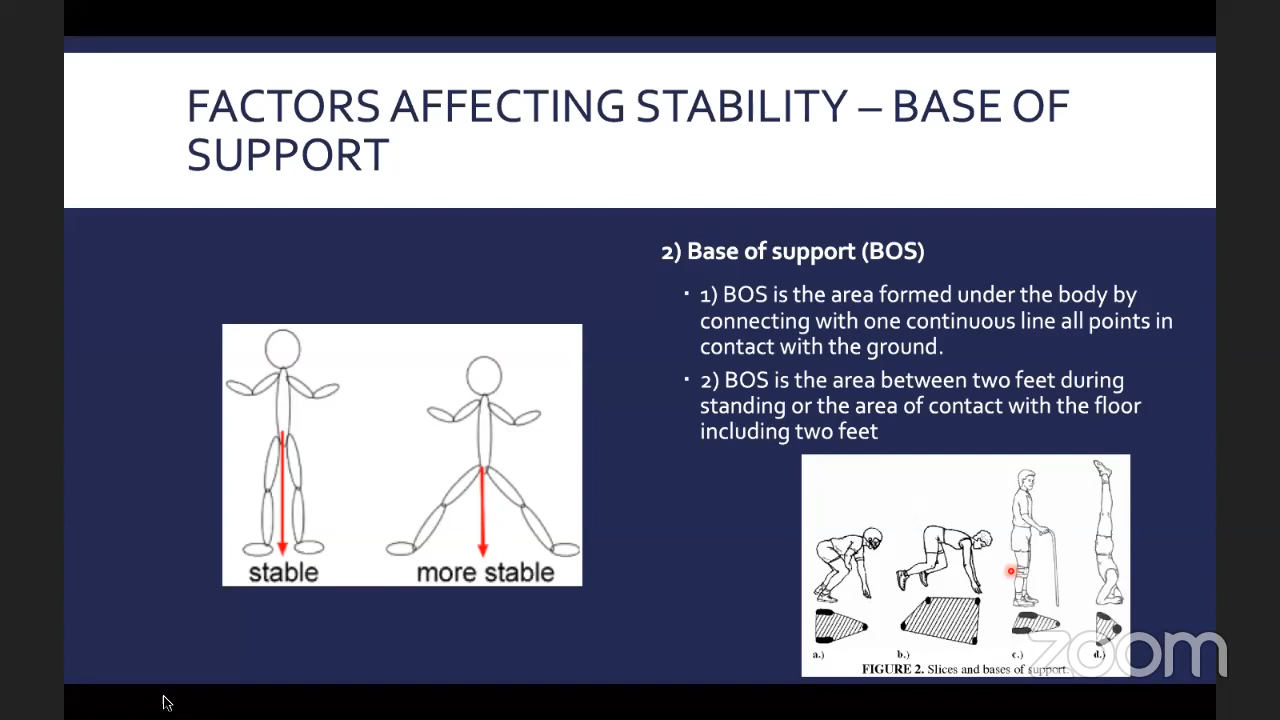 FACTORS AFFECTING STABILITY – BASE OF
SUPPORT
2) Base of support (BOS)
▪ 1) BOS is the area formed under the body by
connecting with one continuous line all points in
contact with the ground.
▪ 2) BOS is the area between two feet during
standing or the area of contact with the floor
including two feet
stable
more stable
a.)
b.)
c.)
d.)
FIGURE 2. Slices and bases of support.
zoom